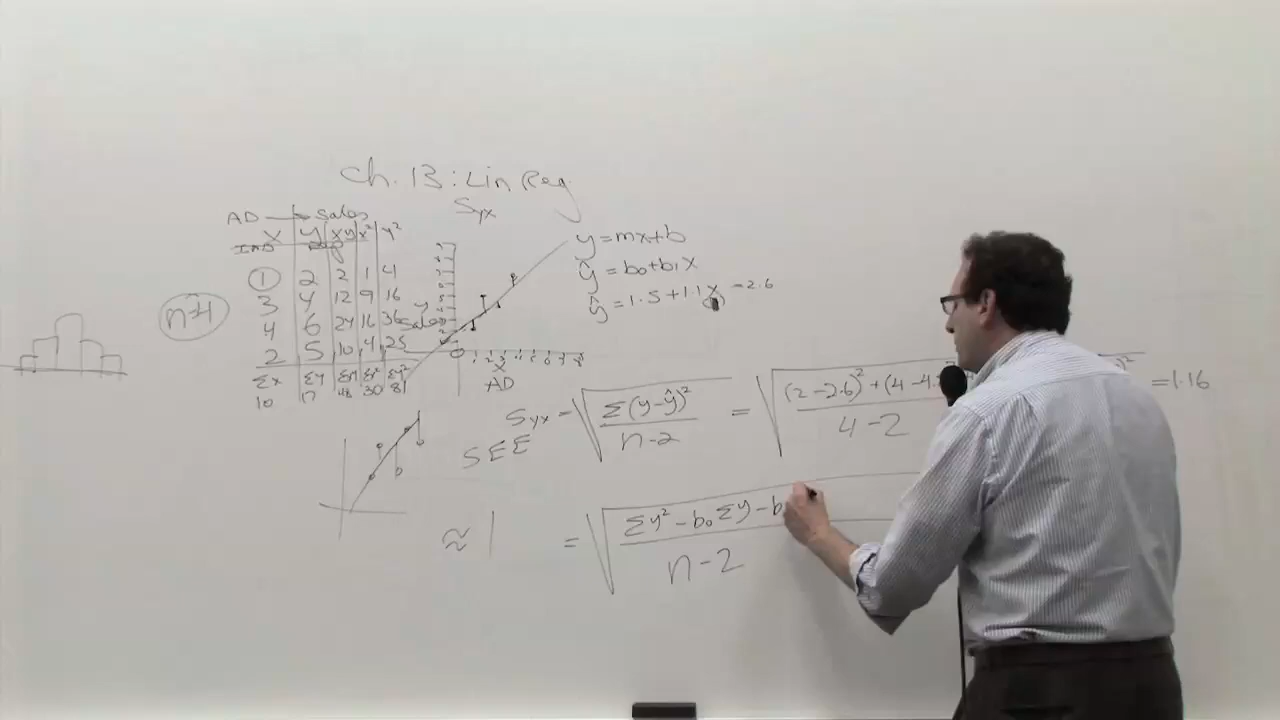 Ch. 13: Lin Reg
Syx
AD → Sales
X Y XY X² Y²
1 2 2 1 4
3 4 12 9 16
4 6 24 16 36
2 5 10 4 25
Σx Σy Σxy Σx² Σy²
10 17 48 30 81
n=4
y
Sales
X
AD
y = mx+b
ŷ = b₀+b₁X
ŷ = 1.5+1.1x = 2.6
Syx = √ Σ(y-ŷ)² / n-2 = √ (2-2.6)² + (4-4. / 4-2 = 1.16
SEE
≈ | = √ Σy² - b₀Σy - b / n-2